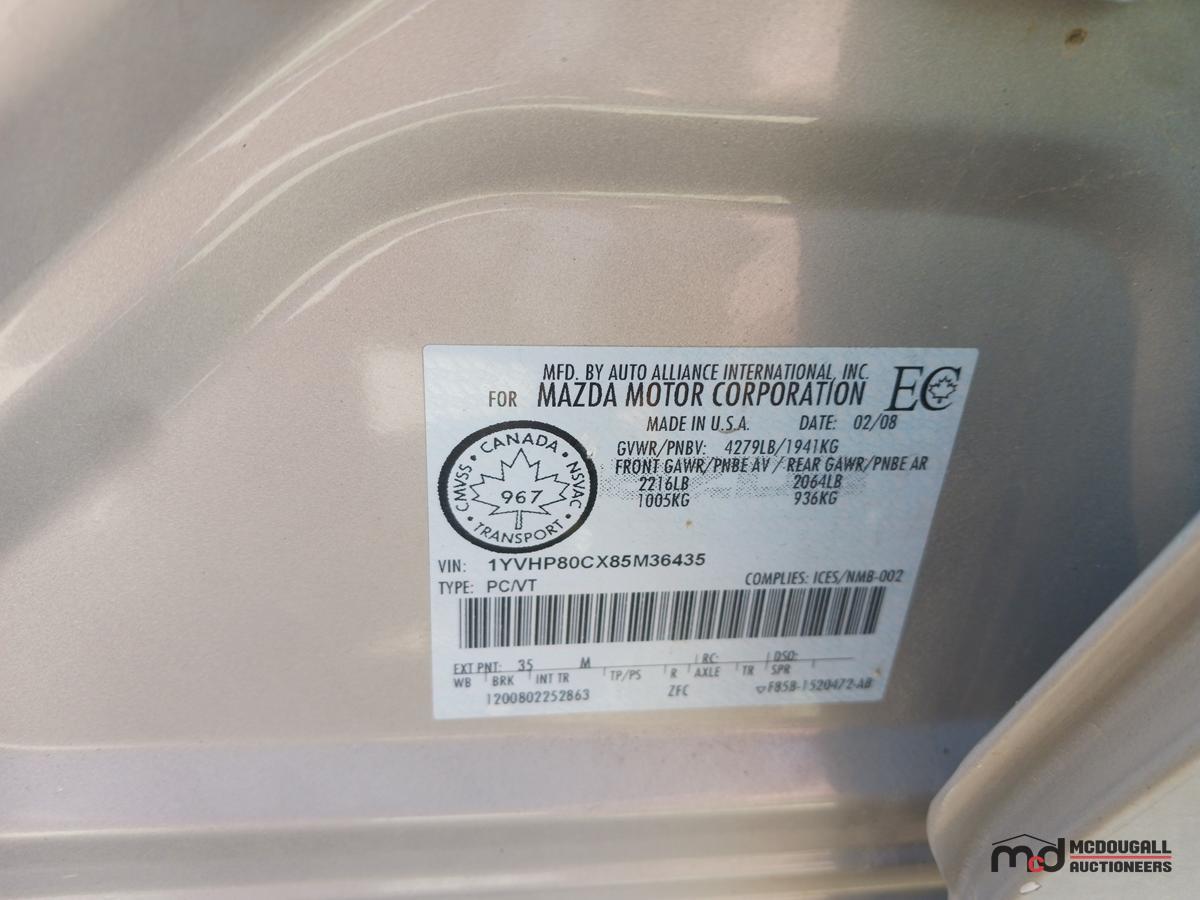 MFD. BY AUTO ALLIANCE INTERNATIONAL, INC.
FOR MAZDA MOTOR CORPORATION
EC
MADE IN U.S.A. DATE: 02/08
GVWR/PNBV: 4279LB/1941KG
FRONT GAWR/PNBE AV / REAR GAWR/PNBE AR
2216LB 2064LB
1005KG 936KG
CMVSS • CANADA • NSVAC • TRANSPORT •
967
VIN: 1YVHP80CX85M36435
TYPE: PC/VT COMPLIES: ICES/NMB-002
EXT PNT: 35 M RC: DSO:
WB BRK INT TR TP/PS R AXLE TR SPR
1200802252863 ZFC F85B-1520472-AB
mcd MCDOUGALL
AUCTIONEERS